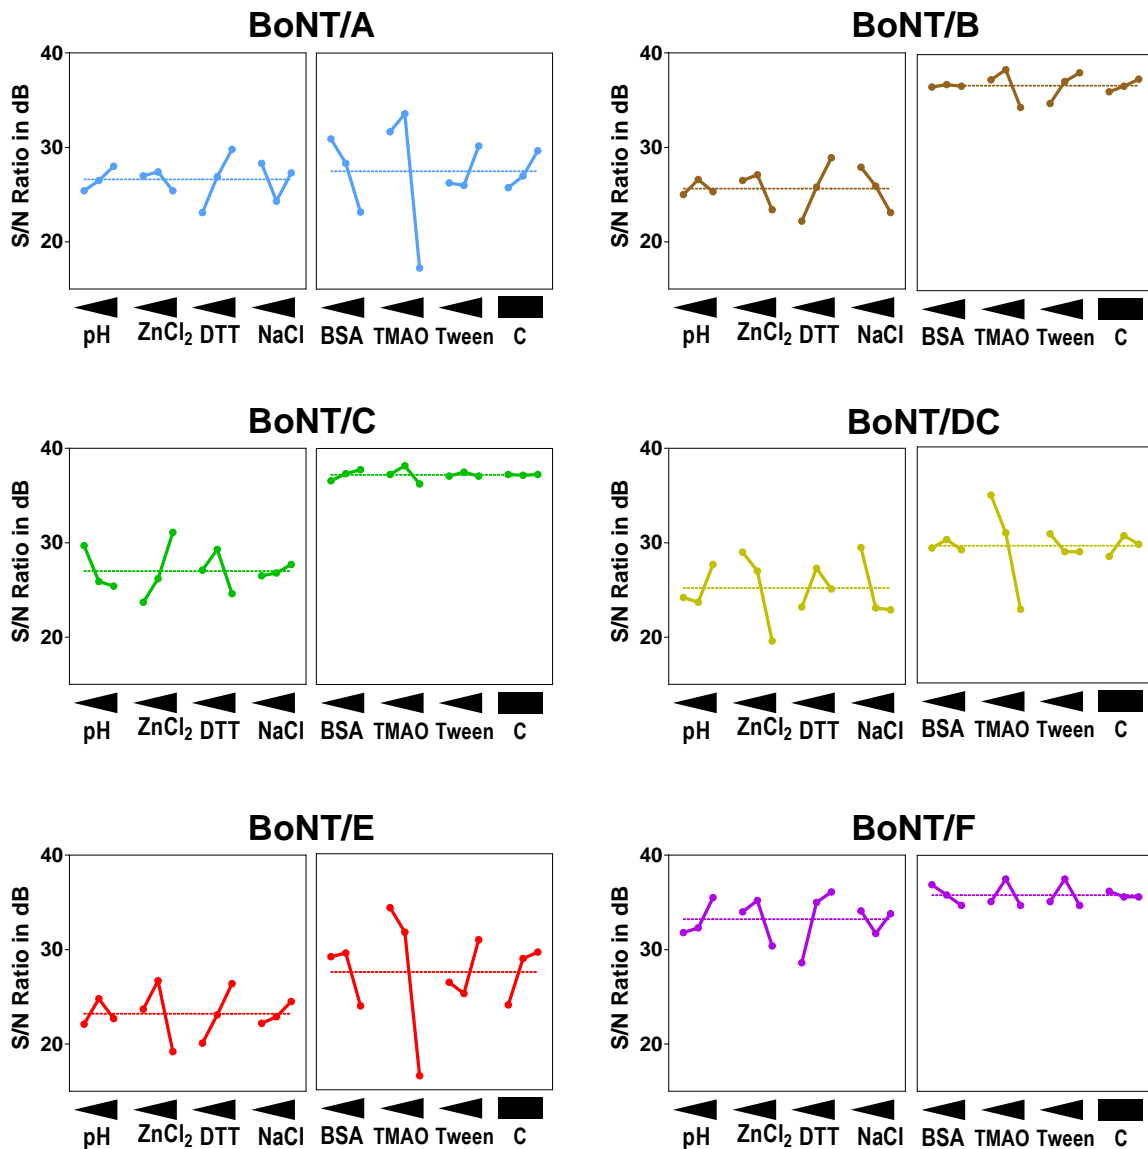 BoNT/A
BoNT/B
S/N Ratio in dB
40
30
20
pH ZnCl₂ DTT NaCl BSA TMAO Tween C
S/N Ratio in dB
40
30
20
pH ZnCl₂ DTT NaCl BSA TMAO Tween C
BoNT/C
BoNT/DC
S/N Ratio in dB
40
30
20
pH ZnCl₂ DTT NaCl BSA TMAO Tween C
S/N Ratio in dB
40
30
20
pH ZnCl₂ DTT NaCl BSA TMAO Tween C
BoNT/E
BoNT/F
S/N Ratio in dB
40
30
20
pH ZnCl₂ DTT NaCl BSA TMAO Tween C
S/N Ratio in dB
40
30
20
pH ZnCl₂ DTT NaCl BSA TMAO Tween C